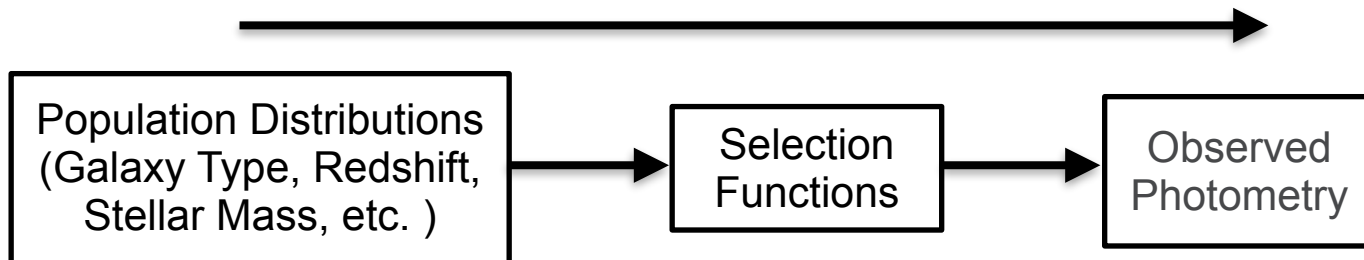 Population Distributions
(Galaxy Type, Redshift,
Stellar Mass, etc. )
Selection
Functions
Observed
Photometry